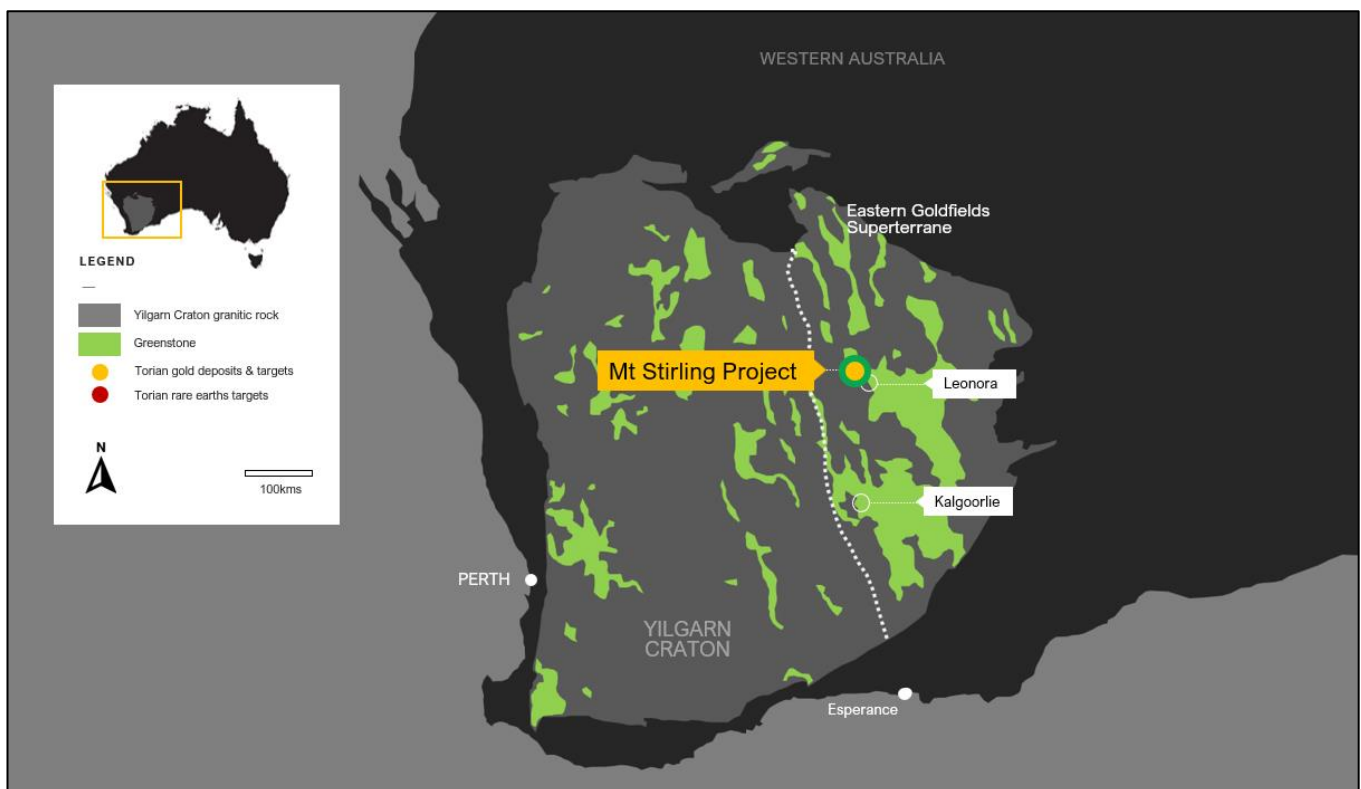 WESTERN AUSTRALIA
LEGEND
Yilgarn Craton granitic rock
Greenstone
Torian gold deposits & targets
Torian rare earths targets
N
100kms
Eastern Goldfields
Superterrane
Mt Stirling Project
Leonora
Kalgoorlie
PERTH
YILGARN
CRATON
Esperance